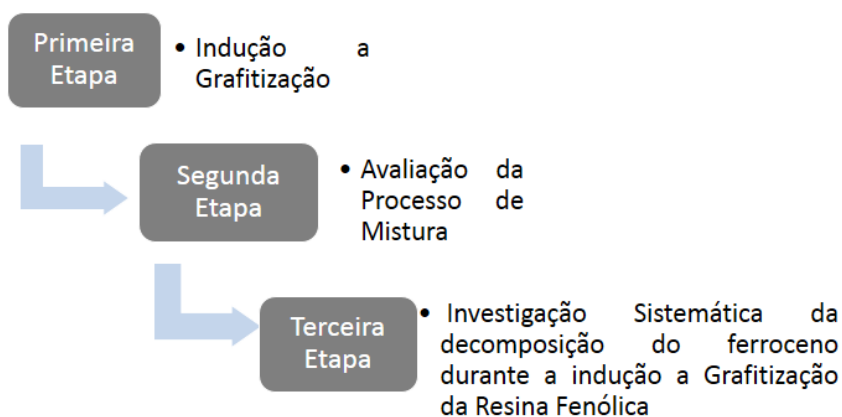 Primeira
Etapa
• Indução a
Grafitização
Segunda
Etapa
• Avaliação da
Processo de
Mistura
Terceira
Etapa
• Investigação Sistemática da
decomposição do ferroceno
durante a indução a Grafitização
da Resina Fenólica